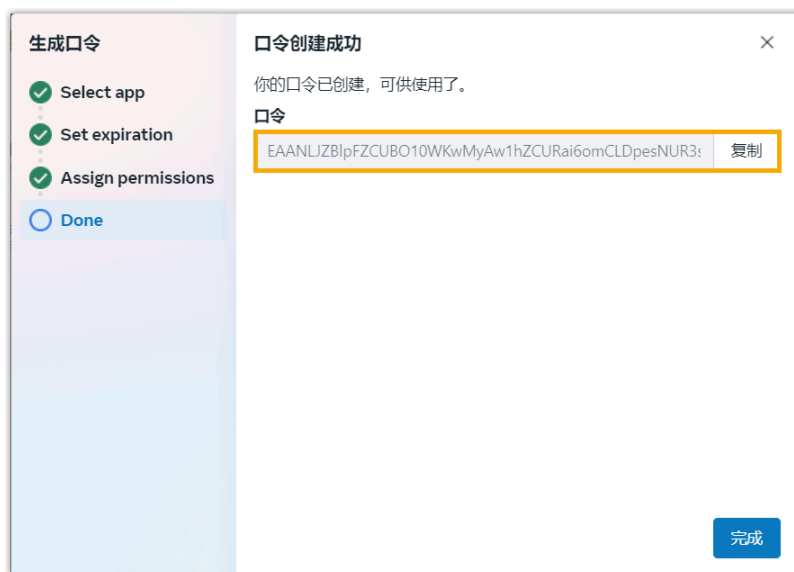 生成口令
Select app
Set expiration
Assign permissions
Done
口令创建成功
你的口令已创建，可供使用了。
口令
EAANLJZBlpFZCUBO10WKwMyAw1hZCURai6omCLDpesNUR3s
复制
完成